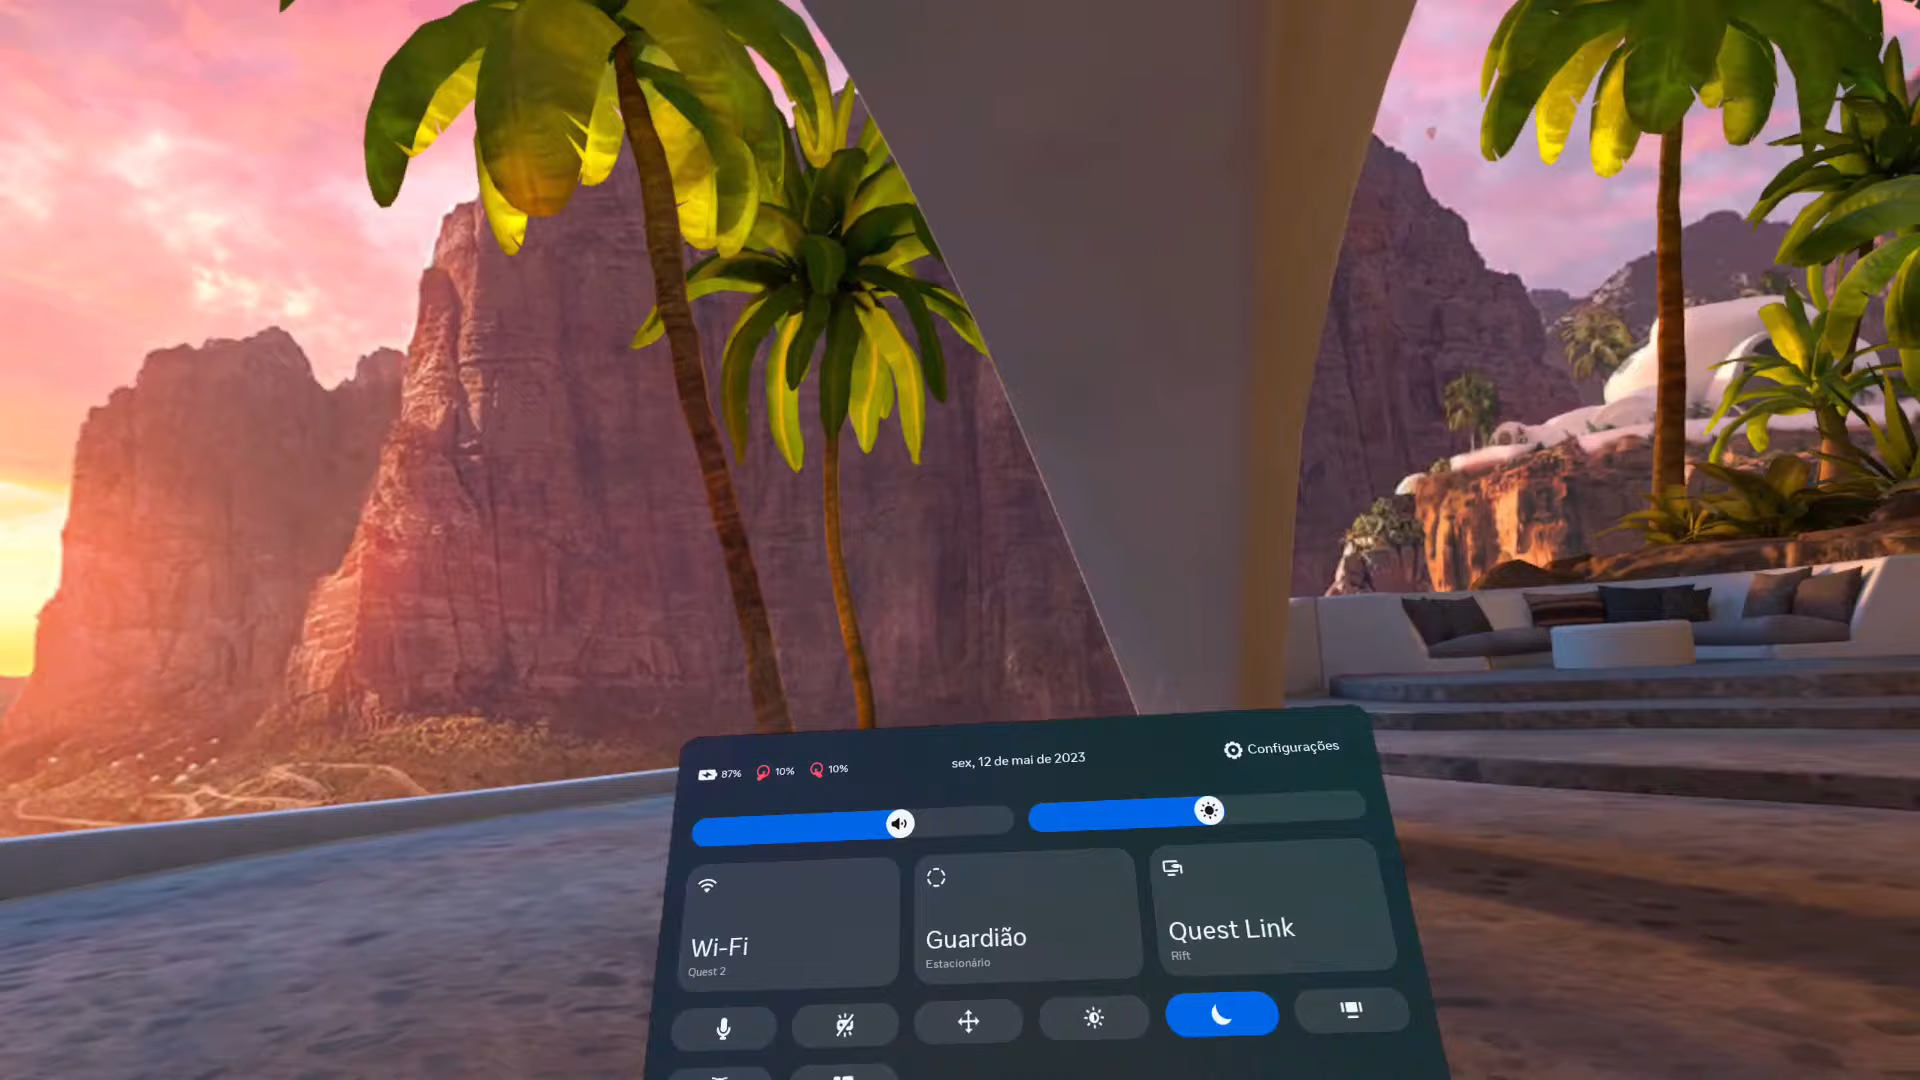 87% 10% 10%
sex, 12 de mai de 2023
Configurações
Wi-Fi
Quest 2
Guardião
Estacionário
Quest Link
Rift